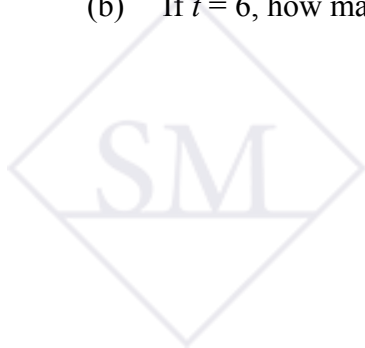 (b) If t = 6, how ma
SM